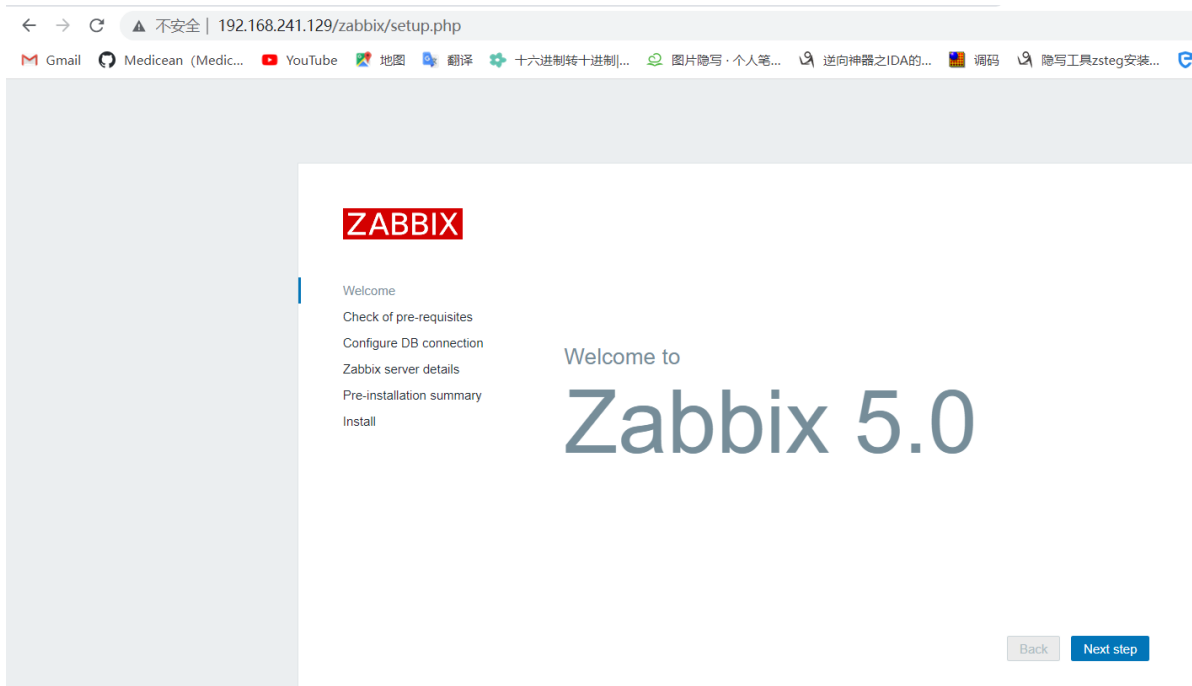 不安全 | 192.168.241.129/zabbix/setup.php
Gmail Medicean (Medic... YouTube 地图 翻译 十六进制转十进制|... 图片隐写 · 个人笔... 逆向神器之IDA的... 调码 隐写工具zsteg安装...
ZABBIX
Welcome
Check of pre-requisites
Configure DB connection
Zabbix server details
Pre-installation summary
Install
Welcome to
Zabbix 5.0
Back Next step